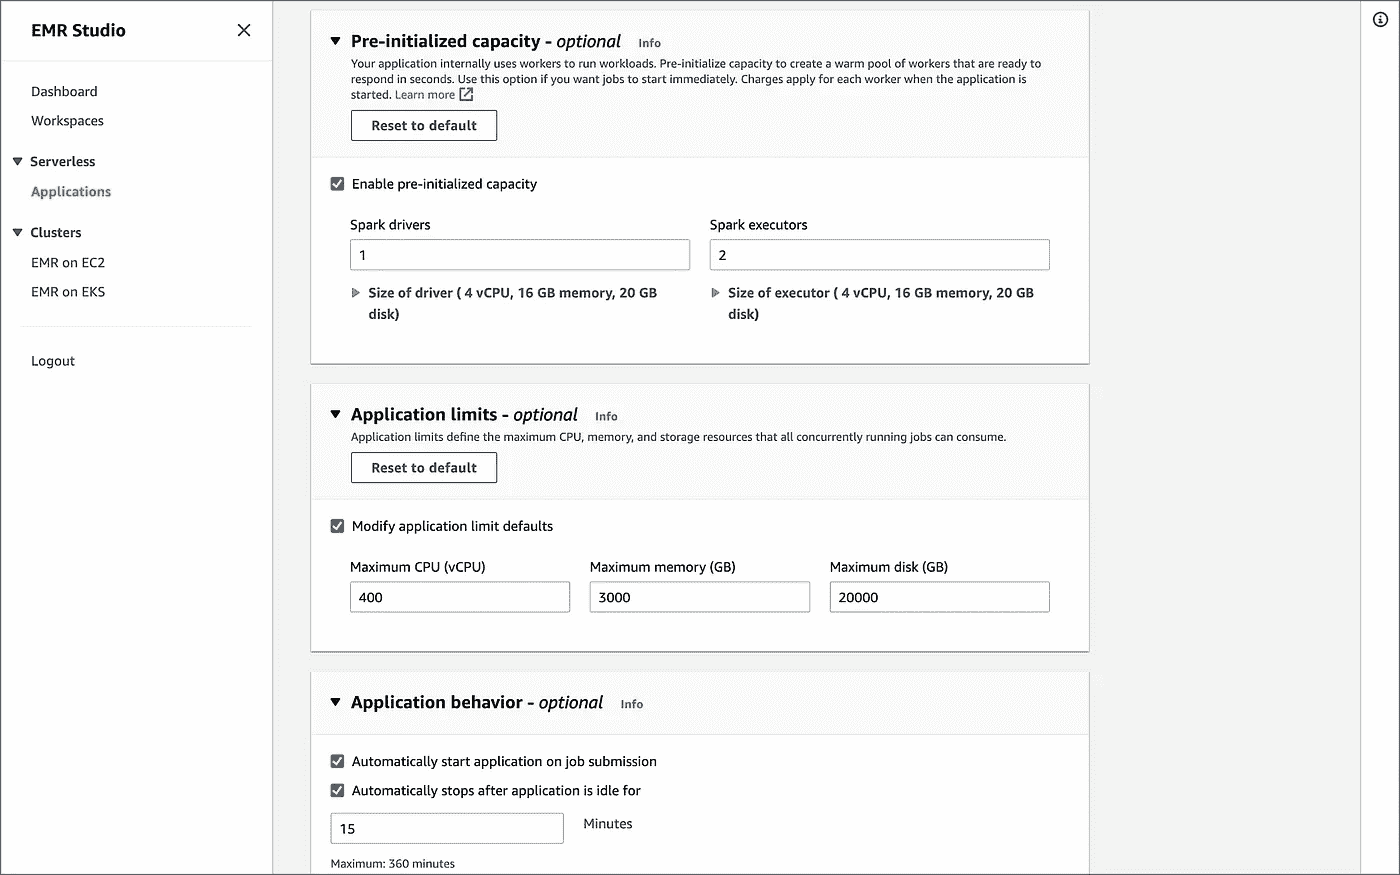 EMR Studio
Dashboard
Workspaces
Serverless
Applications
Clusters
EMR on EC2
EMR on EKS
Logout
Pre-initialized capacity - optional Info
Your application internally uses workers to run workloads. Pre-initialize capacity to create a warm pool of workers that are ready to
respond in seconds. Use this option if you want jobs to start immediately. Charges apply for each worker when the application is
started. Learn more
Reset to default
Enable pre-initialized capacity
Spark drivers
1
Size of driver ( 4 vCPU, 16 GB memory, 20 GB
disk)
Spark executors
2
Size of executor ( 4 vCPU, 16 GB memory, 20 GB
disk)
Application limits - optional Info
Application limits define the maximum CPU, memory, and storage resources that all concurrently running jobs can consume.
Reset to default
Modify application limit defaults
Maximum CPU (vCPU)
400
Maximum memory (GB)
3000
Maximum disk (GB)
20000
Application behavior - optional Info
Automatically start application on job submission
Automatically stops after application is idle for
15 Minutes
Maximum: 360 minutes